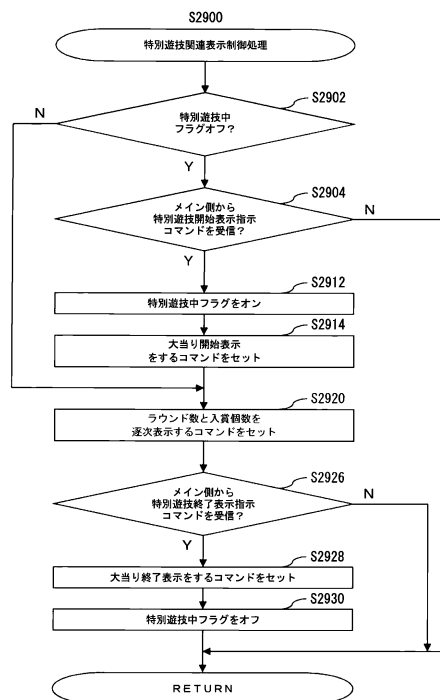 S2900
特別遊技関連表示制御処理
S2902
N
特別遊技中
フラグオフ?
Y
S2904
メイン側から
特別遊技開始表示指示
コマンドを受信?
N
Y
S2912
特別遊技中フラグをオン
S2914
大当り開始表示
をするコマンドをセット
S2920
ラウンド数と入賞個数を
逐次表示するコマンドをセット
S2926
メイン側から
特別遊技終了表示指示
コマンドを受信?
N
Y
S2928
大当り終了表示をするコマンドをセット
S2930
特別遊技中フラグをオフ
RETURN